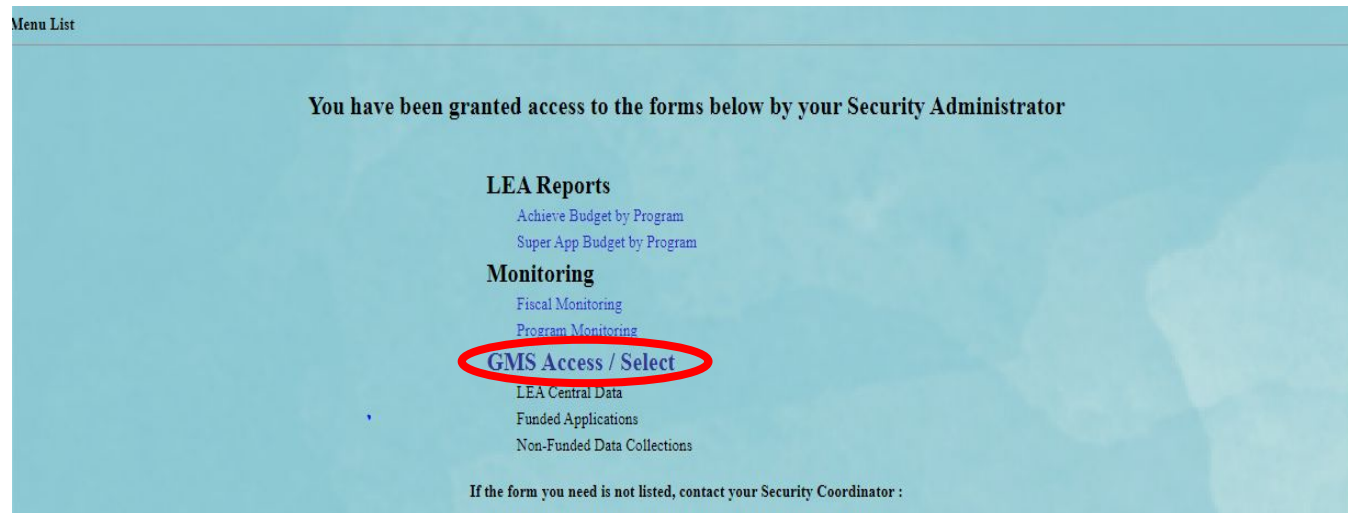 Menu List
You have been granted access to the forms below by your Security Administrator
LEA Reports
Achieve Budget by Program
Super App Budget by Program
Monitoring
Fiscal Monitoring
Program Monitoring
GMS Access / Select
LEA Central Data
Funded Applications
Non-Funded Data Collections
If the form you need is not listed, contact your Security Coordinator :